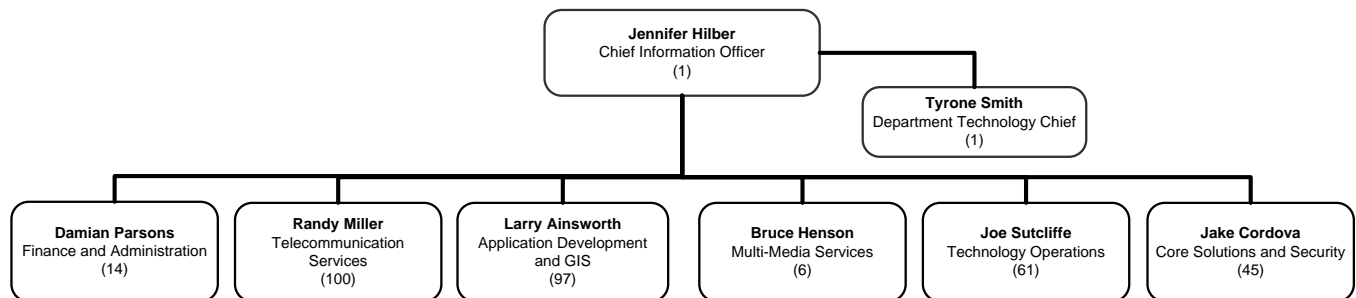 Jennifer Hilber
Chief Information Officer
(1)
Tyrone Smith
Department Technology Chief
(1)
Damian Parsons
Finance and Administration
(14)
Randy Miller
Telecommunication
Services
(100)
Larry Ainsworth
Application Development
and GIS
(97)
Bruce Henson
Multi-Media Services
(6)
Joe Sutcliffe
Technology Operations
(61)
Jake Cordova
Core Solutions and Security
(45)